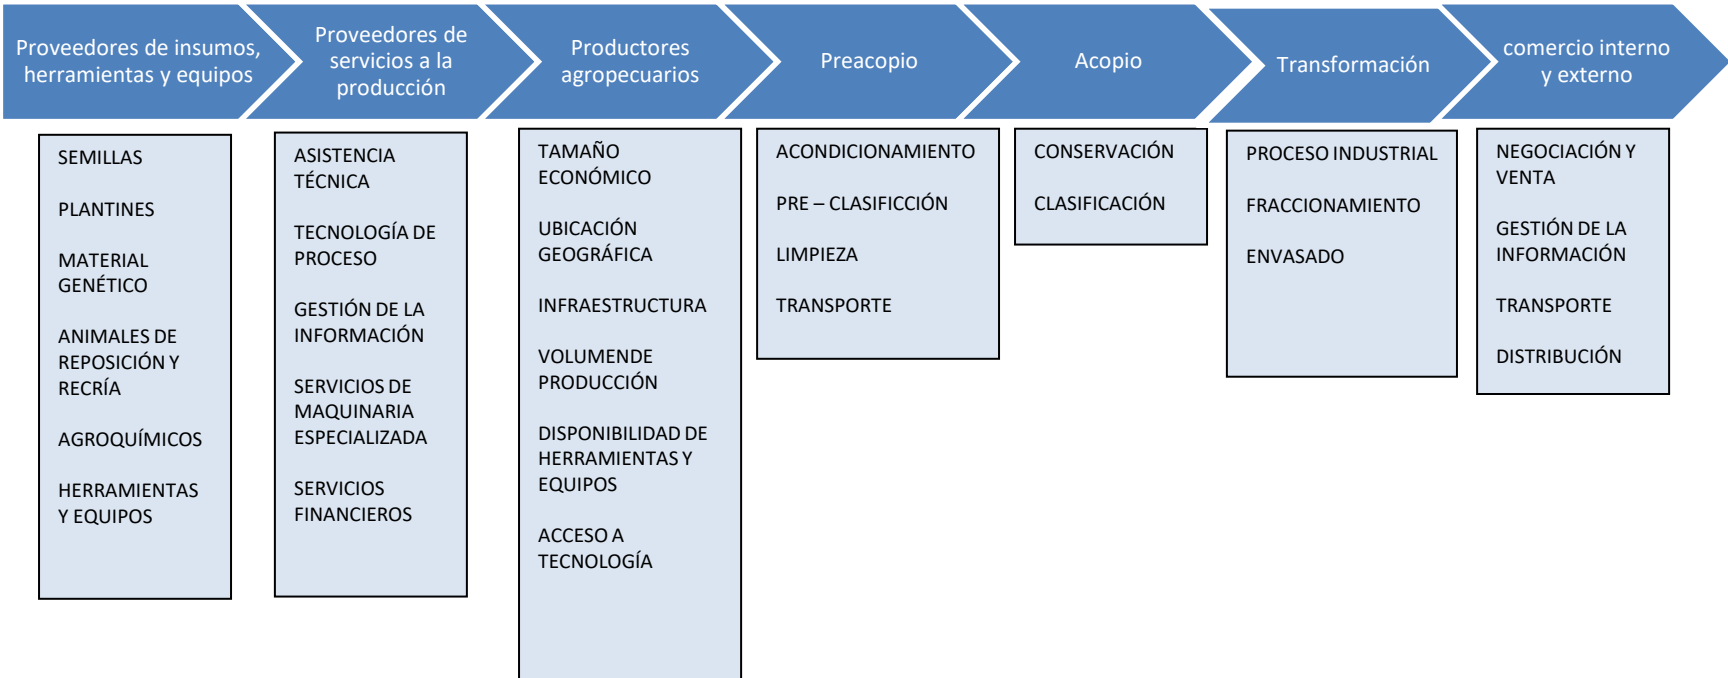 Proveedores de insumos,
herramientas y equipos
Proveedores de
servicios a la
producción
Productores
agropecuarios
Preacopio
Acopio
Transformación
comercio interno
y externo
SEMILLAS
PLANTINES
MATERIAL
GENÉTICO
ANIMALES DE
REPOSICIÓN Y
RECRÍA
AGROQUÍMICOS
HERRAMIENTAS
Y EQUIPOS
ASISTENCIA
TÉCNICA
TECNOLOGÍA DE
PROCESO
GESTIÓN DE LA
INFORMACIÓN
SERVICIOS DE
MAQUINARIA
ESPECIALIZADA
SERVICIOS
FINANCIEROS
TAMAÑO
ECONÓMICO
UBICACIÓN
GEOGRÁFICA
INFRAESTRUCTURA
VOLUMENDE
PRODUCCIÓN
DISPONIBILIDAD DE
HERRAMIENTAS Y
EQUIPOS
ACCESO A
TECNOLOGÍA
ACONDICIONAMIENTO
PRE – CLASIFICCIÓN
LIMPIEZA
TRANSPORTE
CONSERVACIÓN
CLASIFICACIÓN
PROCESO INDUSTRIAL
FRACCIONAMIENTO
ENVASADO
NEGOCIACIÓN Y
VENTA
GESTIÓN DE LA
INFORMACIÓN
TRANSPORTE
DISTRIBUCIÓN